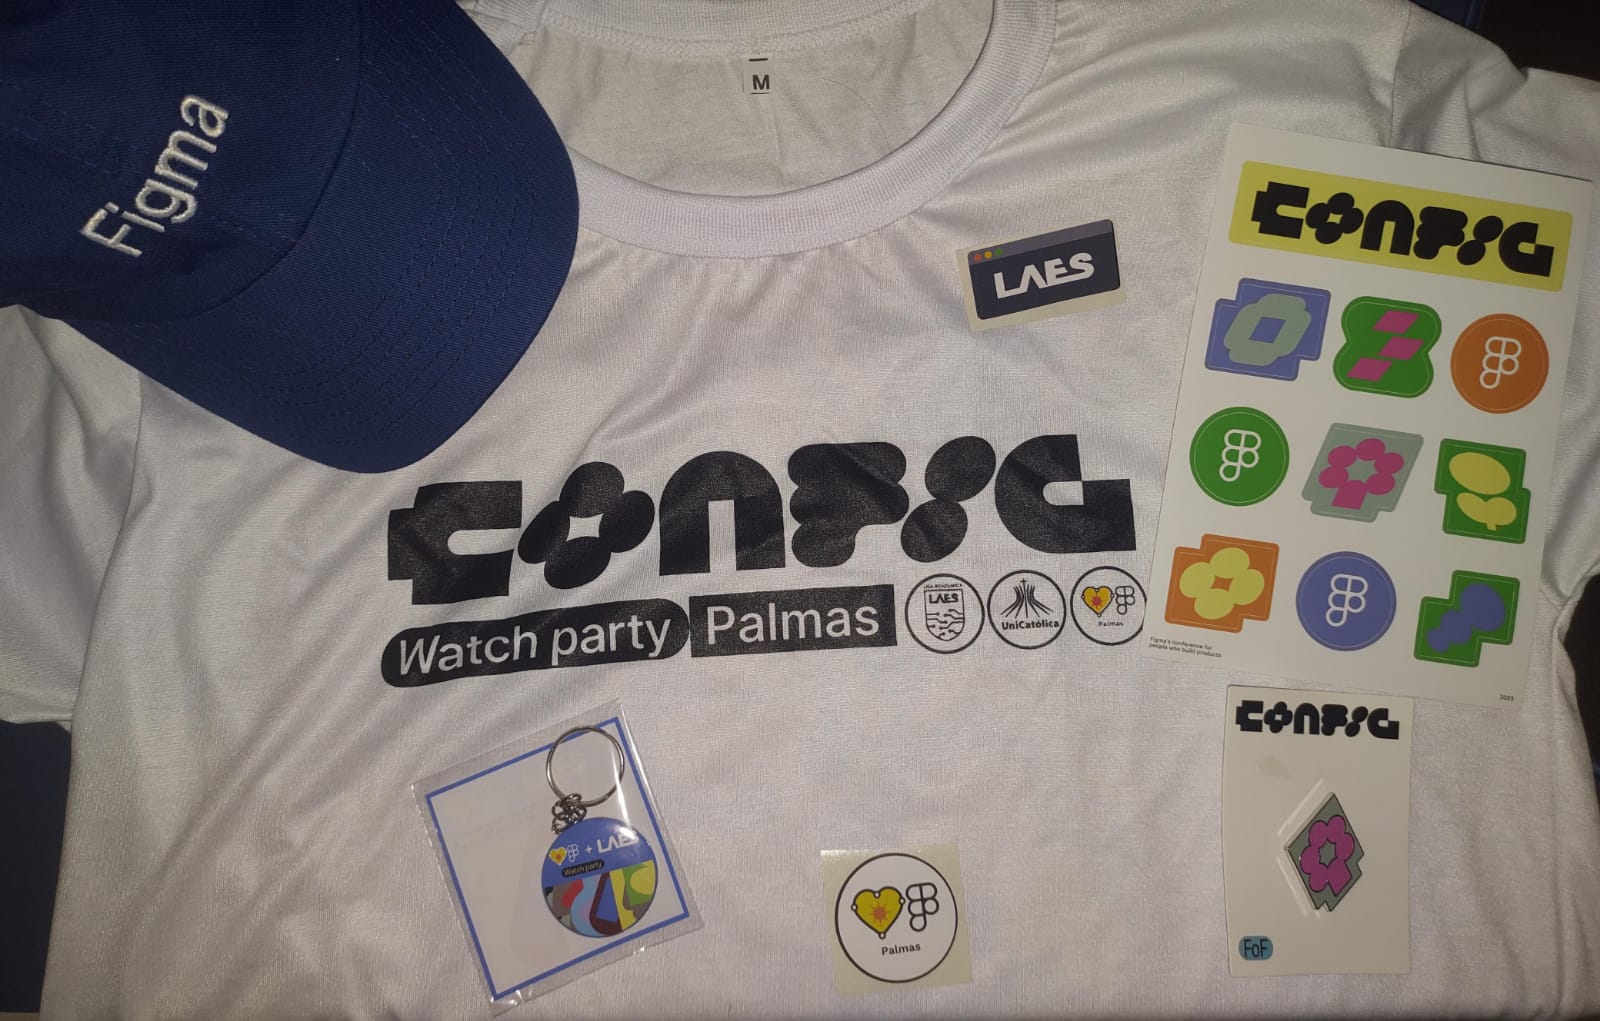 Figma
M
LAES
CONFIG
Watch party Palmas
LIGA ACADÊMICA
LAES
UniCatólica
Palmas
CONFIG
Figma's conference for
people who build products
2025
+ LAES
Watch party
Palmas
CONFIG
FoF